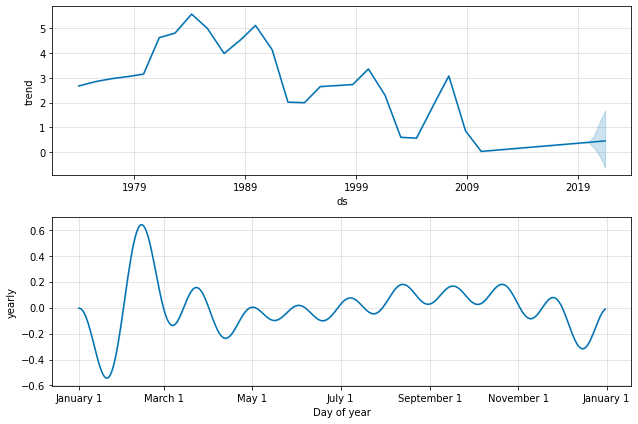 5
4
3
2
1
0
trend
1979 1989 1999 2009 2019
ds
0.6
0.4
0.2
0.0
−0.2
−0.4
−0.6
yearly
January 1 March 1 May 1 July 1 September 1 November 1 January 1
Day of year